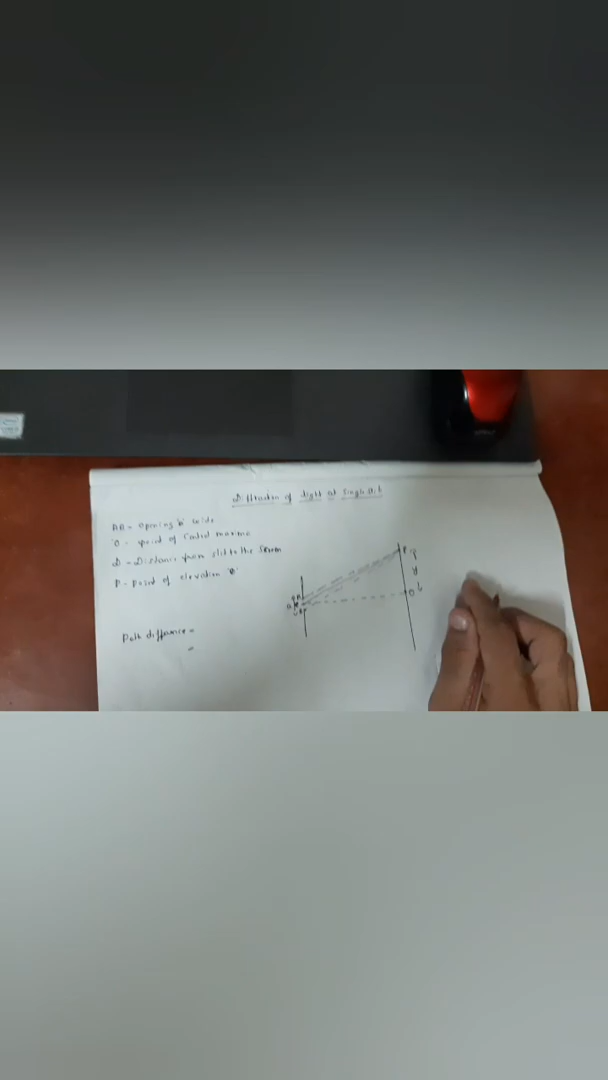 Diffraction of light at single slit
AB = opening 'a' wide
'O' - point of Central maxima
D = Distance from slit to the Screen
P - point of elevation 'θ'
Path difference =
=
P
y
O
a
A
B